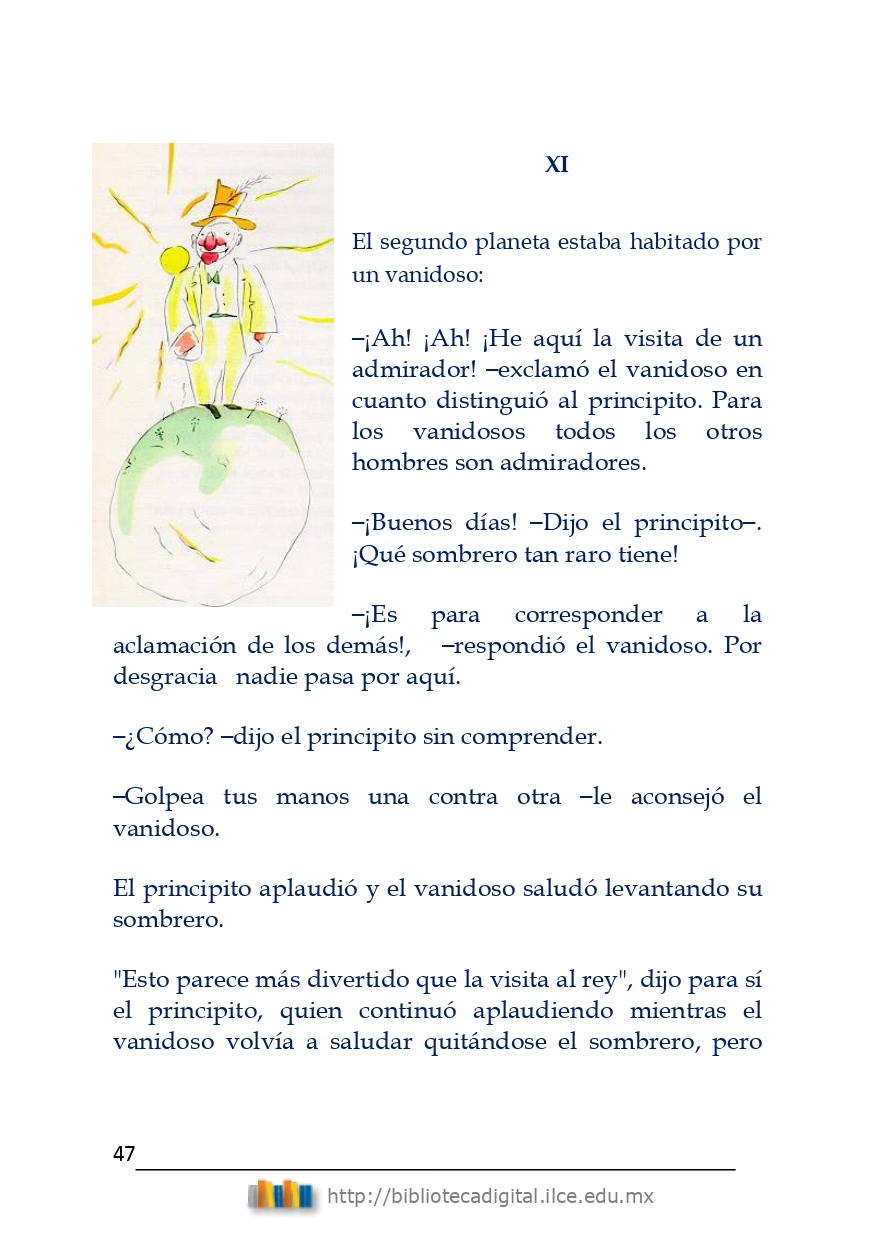 XI
El segundo planeta estaba habitado por
un vanidoso:
–¡Ah! ¡Ah! ¡He aquí la visita de un
admirador! –exclamó el vanidoso en
cuanto distinguió al principito. Para
los vanidosos todos los otros
hombres son admiradores.
–¡Buenos días! –Dijo el principito–.
¡Qué sombrero tan raro tiene!
–¡Es para corresponder a la
aclamación de los demás!, –respondió el vanidoso. Por
desgracia nadie pasa por aquí.
–¿Cómo? –dijo el principito sin comprender.
–Golpea tus manos una contra otra –le aconsejó el
vanidoso.
El principito aplaudió y el vanidoso saludó levantando su
sombrero.
"Esto parece más divertido que la visita al rey", dijo para sí
el principito, quien continuó aplaudiendo mientras el
vanidoso volvía a saludar quitándose el sombrero, pero
47
http://bibliotecadigital.ilce.edu.mx